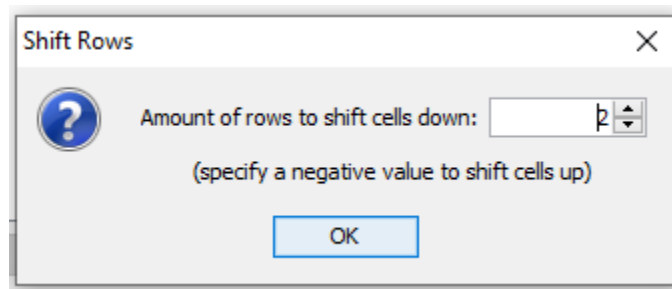 Shift Rows
Amount of rows to shift cells down: 2
(specify a negative value to shift cells up)
OK